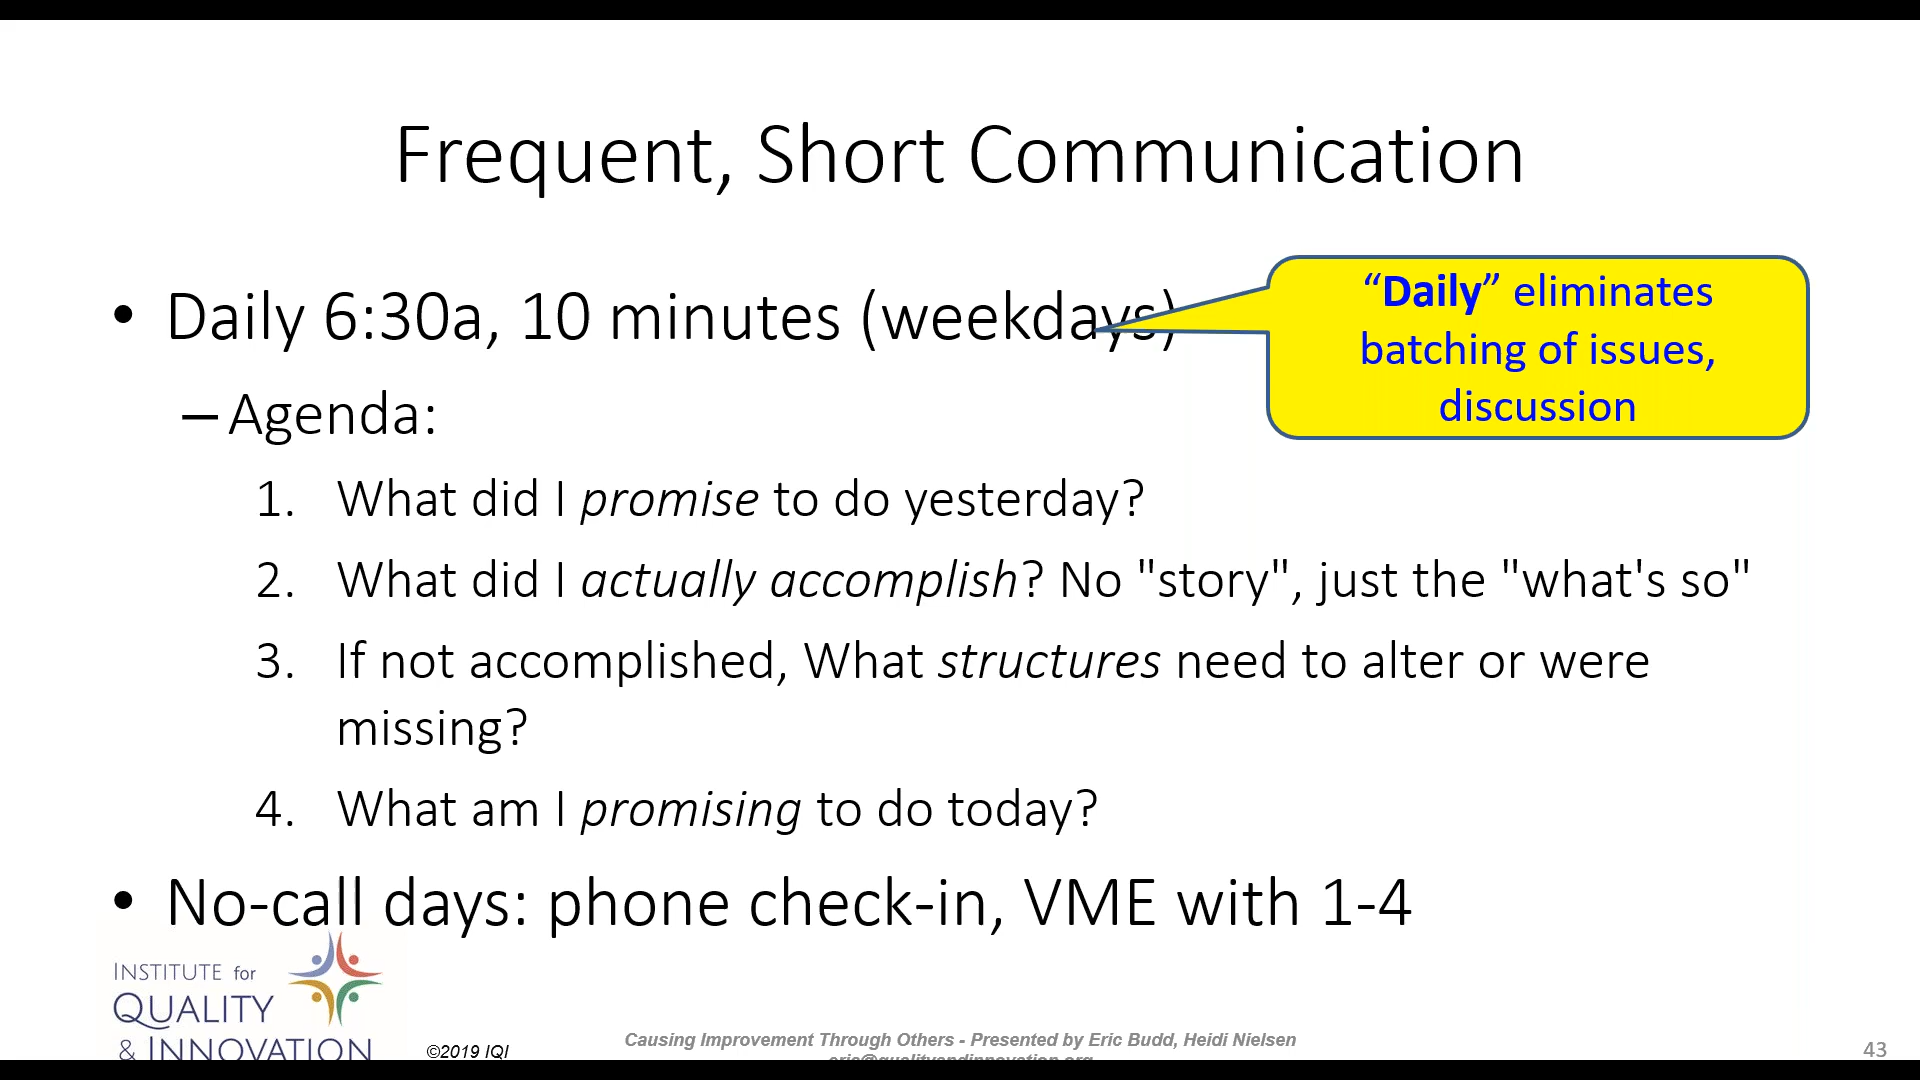 Frequent, Short Communication
• Daily 6:30a, 10 minutes (weekdays)
“Daily” eliminates
batching of issues,
discussion
– Agenda:
1. What did I promise to do yesterday?
2. What did I actually accomplish? No "story", just the "what's so"
3. If not accomplished, What structures need to alter or were
missing?
4. What am I promising to do today?
• No-call days: phone check-in, VME with 1-4
INSTITUTE for
QUALITY
& INNOVATION
©2019 IQI
Causing Improvement Through Others - Presented by Eric Budd, Heidi Nielsen
eric@qualityandinnovation.org
43